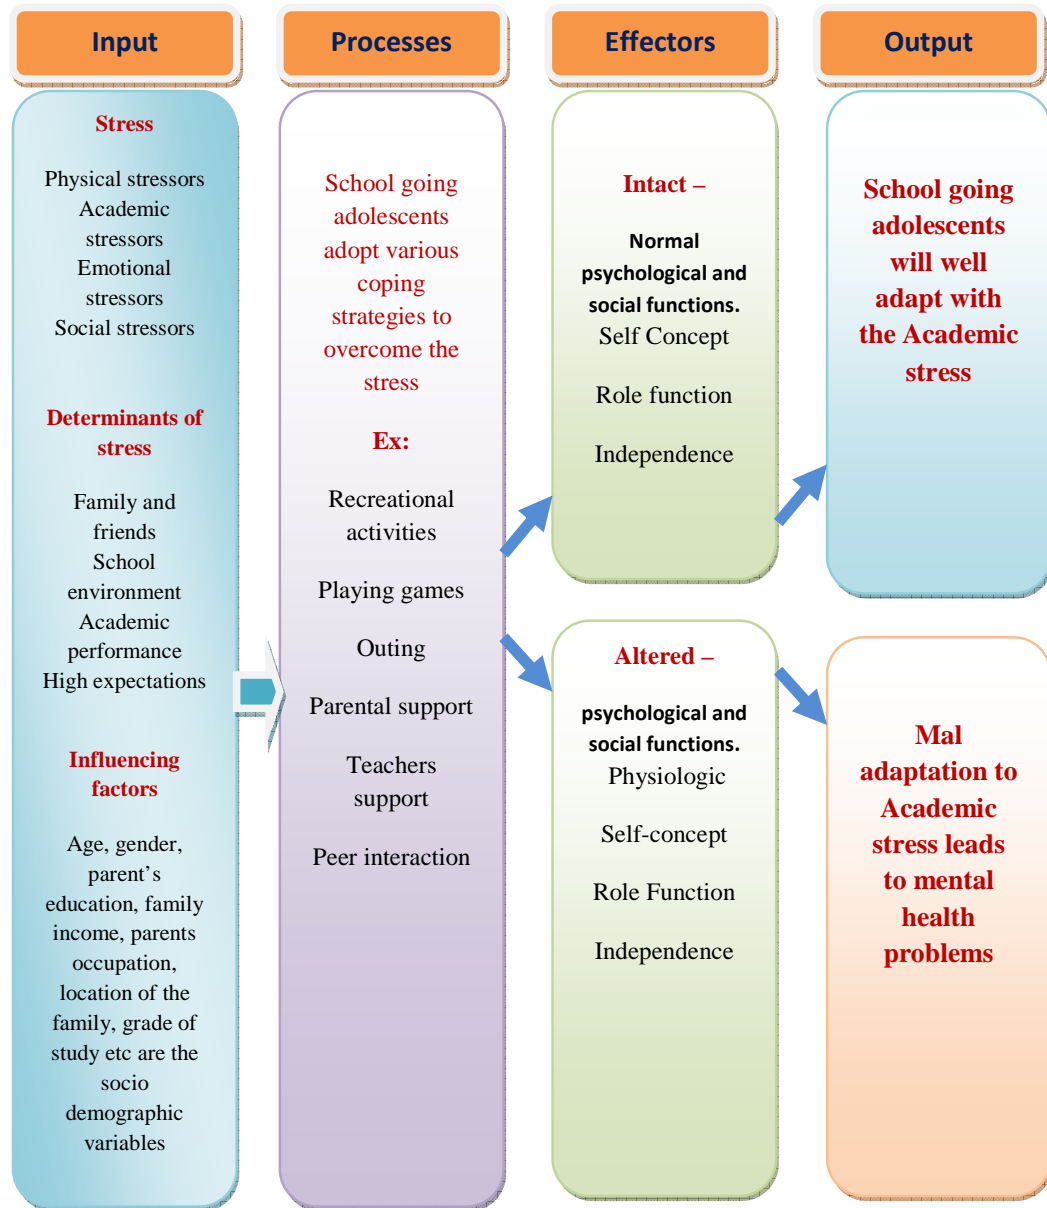 Input
Processes
Effectors
Output
Stress
Physical stressors
Academic
stressors
Emotional
stressors
Social stressors
Determinants of
stress
Family and
friends
School
environment
Academic
performance
High expectations
Influencing
factors
Age, gender,
parent’s
education, family
income, parents
occupation,
location of the
family, grade of
study etc are the
socio
demographic
variables
School going
adolescents
adopt various
coping
strategies to
overcome the
stress
Ex:
Recreational
activities
Playing games
Outing
Parental support
Teachers
support
Peer interaction
Intact –
Normal
psychological and
social functions.
Self Concept
Role function
Independence
Altered –
psychological and
social functions.
Physiologic
Self-concept
Role Function
Independence
School going
adolescents
will well
adapt with
the Academic
stress
Mal
adaptation to
Academic
stress leads
to mental
health
problems